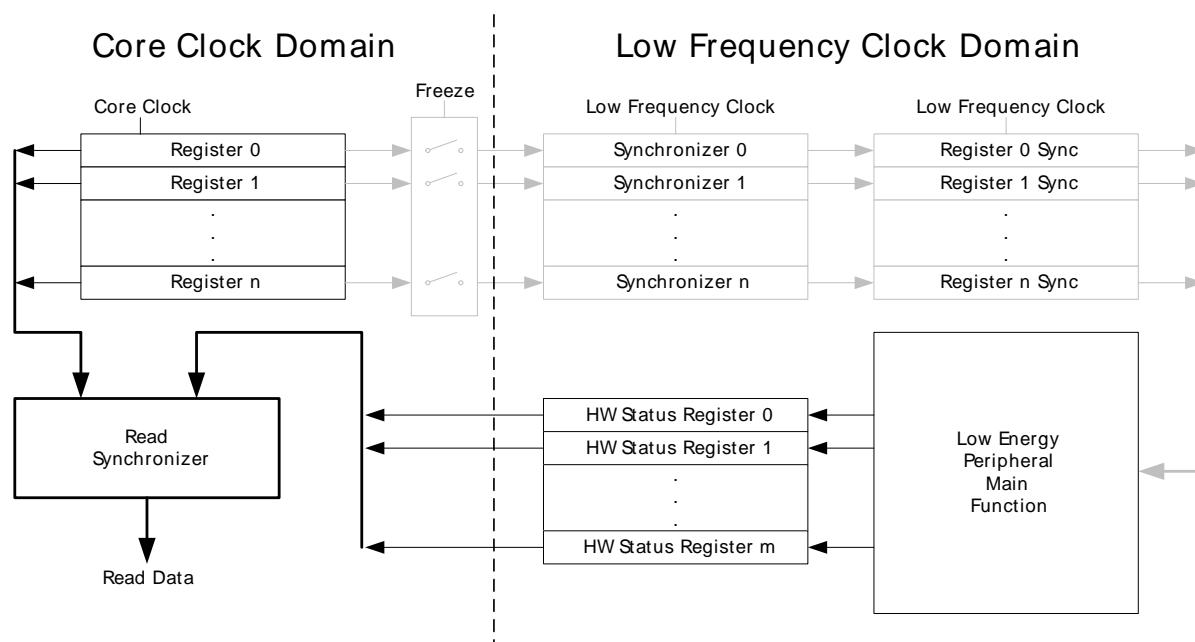 Core Clock Domain
Low Frequency Clock Domain
Freeze
Core Clock
Low Frequency Clock
Low Frequency Clock
Register 0
Register 1
.
.
.
Register n
Synchronizer 0
Synchronizer 1
.
.
.
Synchronizer n
Register 0 Sync
Register 1 Sync
.
.
.
Register n Sync
Read
Synchronizer
Read Data
HW Status Register 0
HW Status Register 1
.
.
.
HW Status Register m
Low Energy
Peripheral
Main
Function